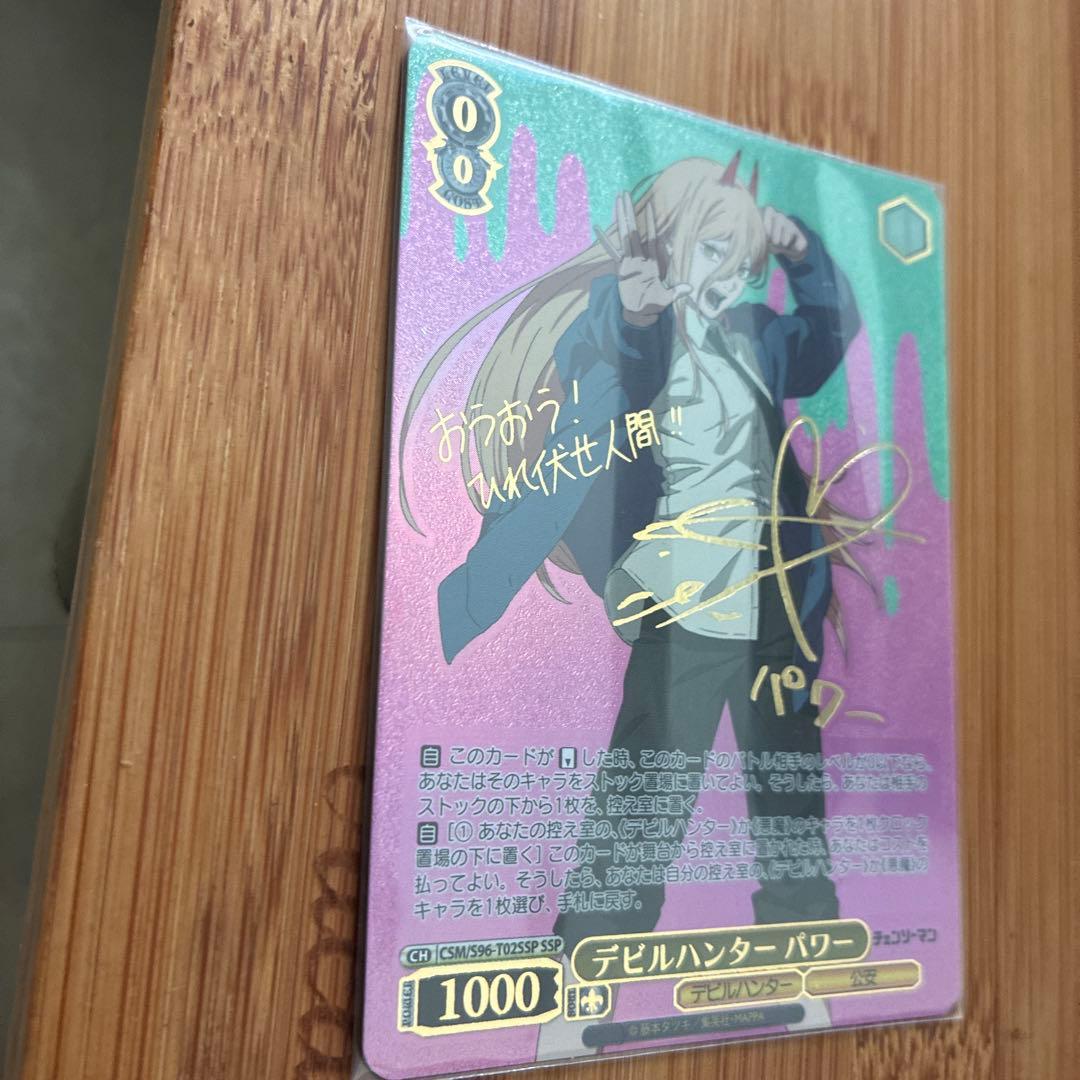 LEVEL
0
0
COST
おうおう!
ひれ伏せ人間!!
パワー
自 このカードが した時、このカードのバトル相手のレベルが0以下なら、
あなたはそのキャラをストック置場に置いてよい。そうしたら、あなたは相手の
ストックの下から1枚を、控え室に置く。
自 [① あなたの控え室の、《デビルハンター》か《悪魔》のキャラを1枚クロック
置場の下に置く] このカードが舞台から控え室に置かれた時、あなたはコストを
払ってよい。そうしたら、あなたは自分の控え室の、《デビルハンター》か《悪魔》の
キャラを1枚選び、手札に戻す。
CH CSM/S96-T02SSP SSP
デビルハンター パワー
チェンソーマン
POWER 1000 SOUL
デビルハンター 公安
© 藤本タツキ/集英社・MAPPA